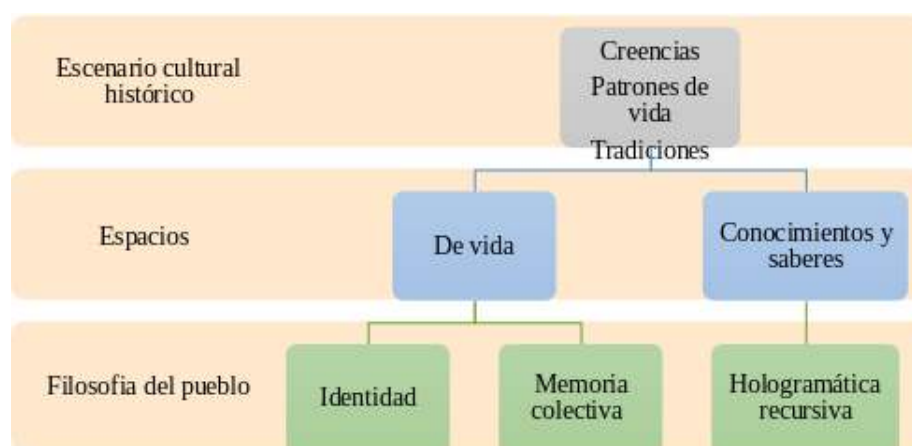 Escenario cultural
histórico
Creencias
Patrones de
vida
Tradiciones
Espacios
De vida
Conocimientos y
saberes
Filosofia del pueblo
Identidad
Memoria
colectiva
Hologramática
recursiva